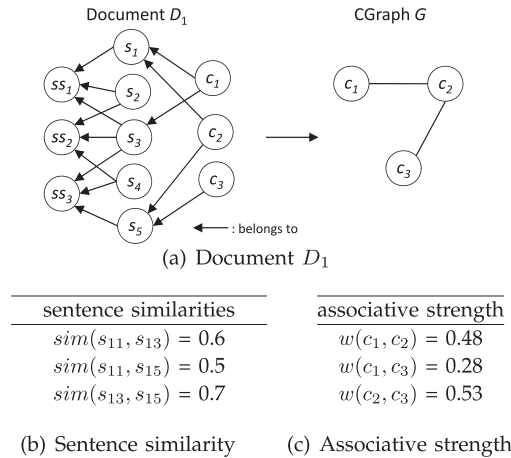 Document D₁
CGraph G
s₁
ss₁
c₁
s₂
c₁
c₂
ss₂
s₃
c₂
c₃
ss₃
s₄
c₃
s₅
: belongs to
(a) Document D₁
sentence similarities
sim(s₁₁, s₁₃) = 0.6
sim(s₁₁, s₁₅) = 0.5
sim(s₁₃, s₁₅) = 0.7
(b) Sentence similarity
associative strength
w(c₁, c₂) = 0.48
w(c₁, c₃) = 0.28
w(c₂, c₃) = 0.53
(c) Associative strength